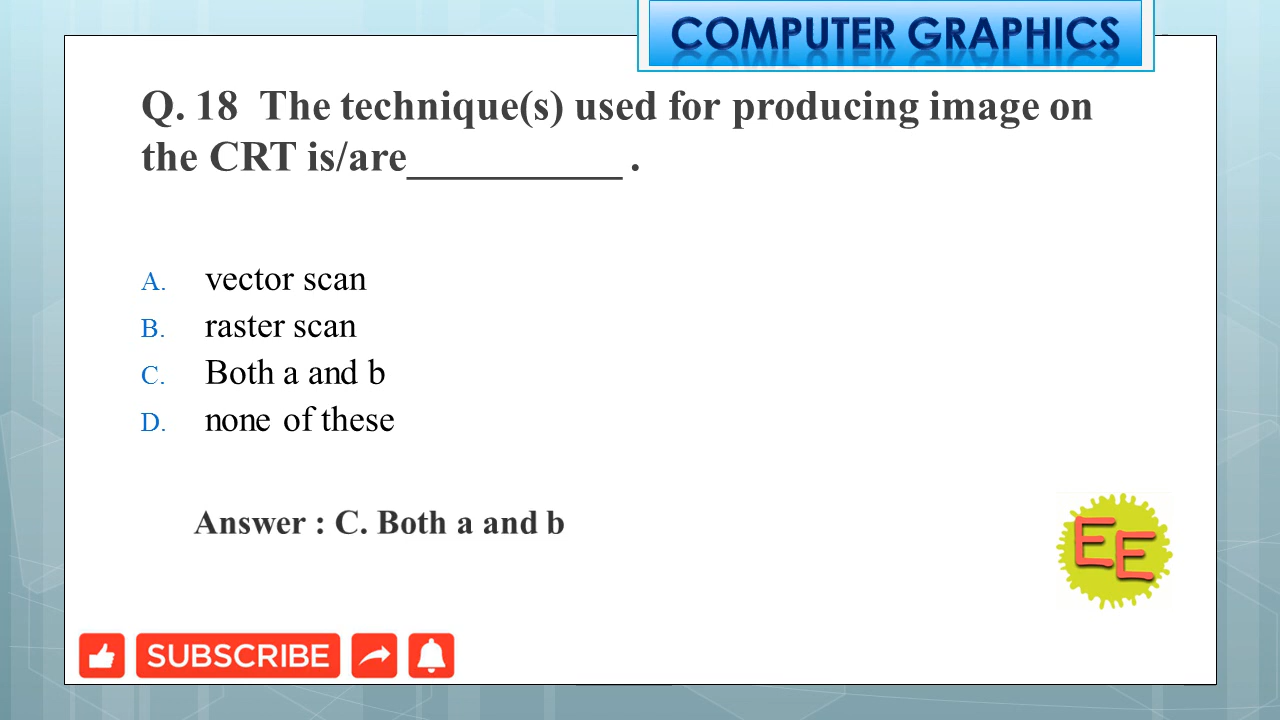 COMPUTER GRAPHICS
Q. 18 The technique(s) used for producing image on
the CRT is/are__________ .
A. vector scan
B. raster scan
C. Both a and b
D. none of these
Answer : C. Both a and b
EE
SUBSCRIBE